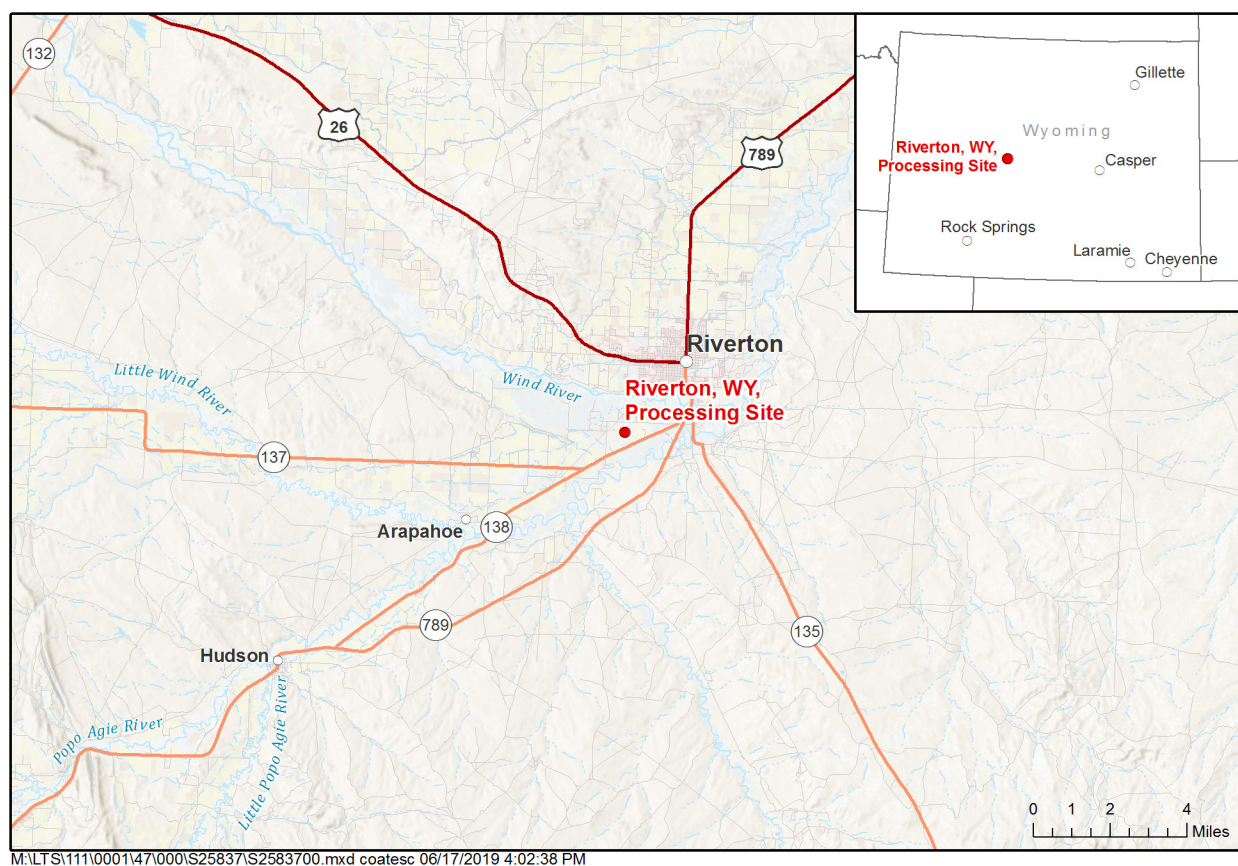 132
26
789
Gillette
Wyoming
Riverton, WY,
Processing Site
Casper
Rock Springs
Laramie
Cheyenne
Riverton
Little Wind River
Wind River
Riverton, WY,
Processing Site
137
Arapahoe
138
789
135
Hudson
Popo Agie River
Little Popo Agie River
0 1 2 4
Miles
M:\LTS\111\0001\47\000\S25837\S2583700.mxd coatesc 06/17/2019 4:02:38 PM